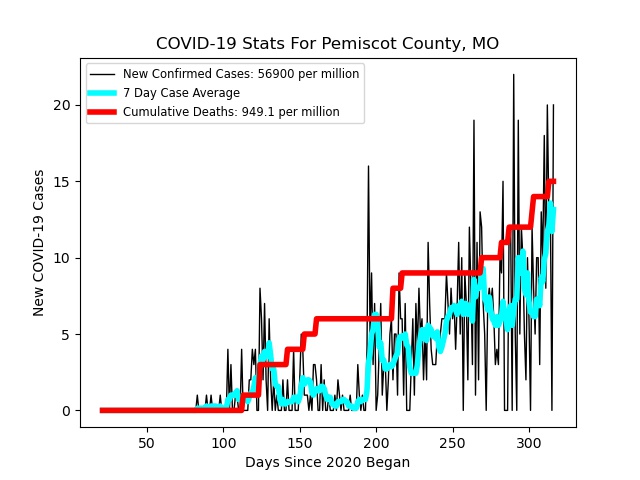 COVID-19 Stats For Pemiscot County, MO
New Confirmed Cases: 56900 per million
7 Day Case Average
Cumulative Deaths: 949.1 per million
New COVID-19 Cases
20
15
10
5
0
50 100 150 200 250 300
Days Since 2020 Began